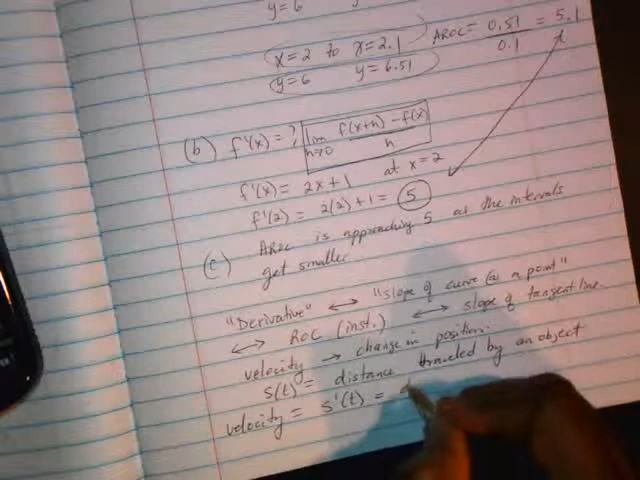 y=6
x=2 to x=2.1 AROC = 0.51/0.1 = 5.1
y=6 y=6.51
(b) f'(x) = ? lim h→0 f(x+h) - f(x) / h
f'(x) = 2x+1 at x=2
f'(2) = 2(2)+1 = 5
(c) AROC is approaching 5 at the intervals
get smaller
"Derivative" ↔ "slope of curve @ a point"
↔ ROC (inst.) ↔ slope of tangent line.
velocity → change in position.
s(t) = distance traveled by an object
velocity = s'(t) =